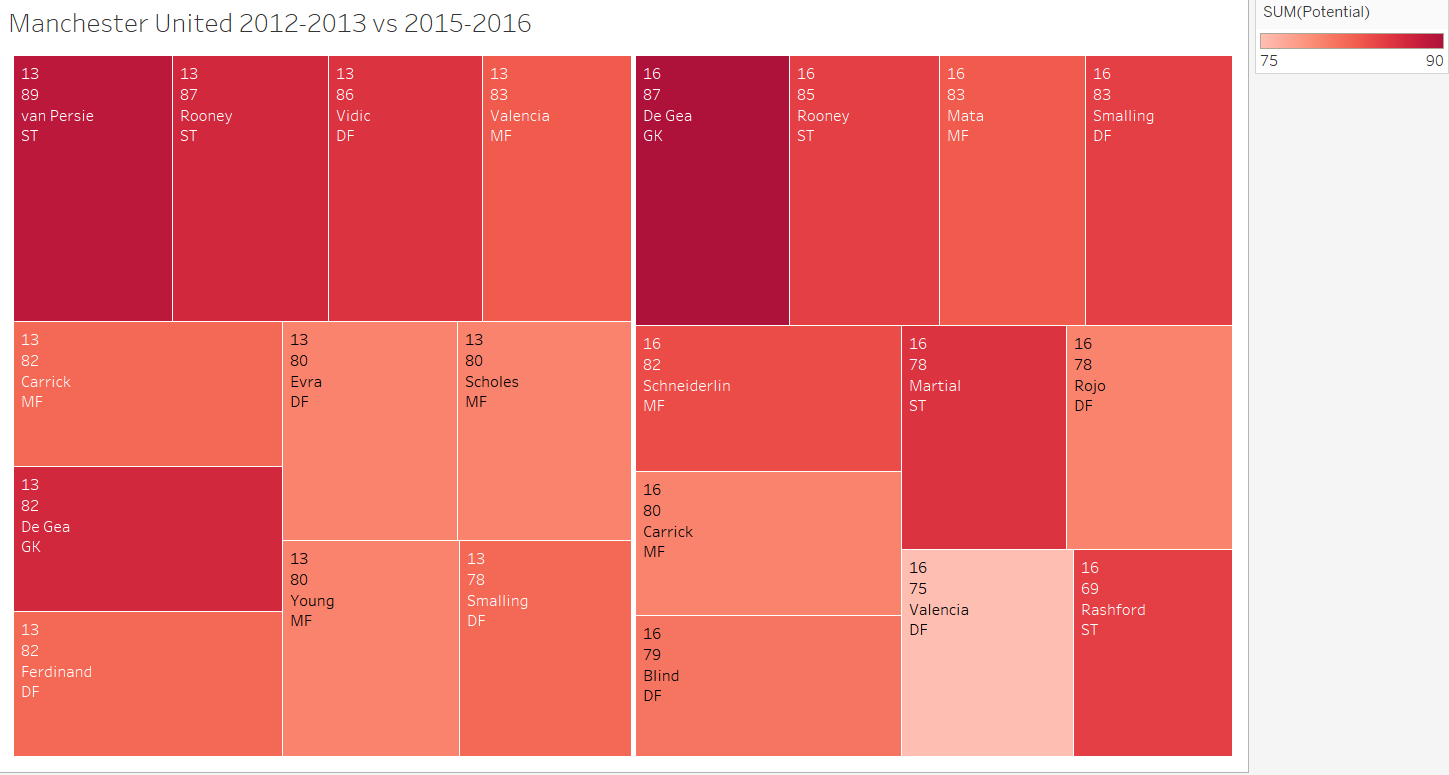 Manchester United 2012-2013 vs 2015-2016
SUM(Potential)
75 90
13
89
van Persie
ST
13
87
Rooney
ST
13
86
Vidic
DF
13
83
Valencia
MF
13
82
Carrick
MF
13
82
De Gea
GK
13
82
Ferdinand
DF
13
80
Evra
DF
13
80
Scholes
MF
13
80
Young
MF
13
78
Smalling
DF
16
87
De Gea
GK
16
85
Rooney
ST
16
83
Mata
MF
16
83
Smalling
DF
16
82
Schneiderlin
MF
16
80
Carrick
MF
16
79
Blind
DF
16
78
Martial
ST
16
78
Rojo
DF
16
75
Valencia
DF
16
69
Rashford
ST